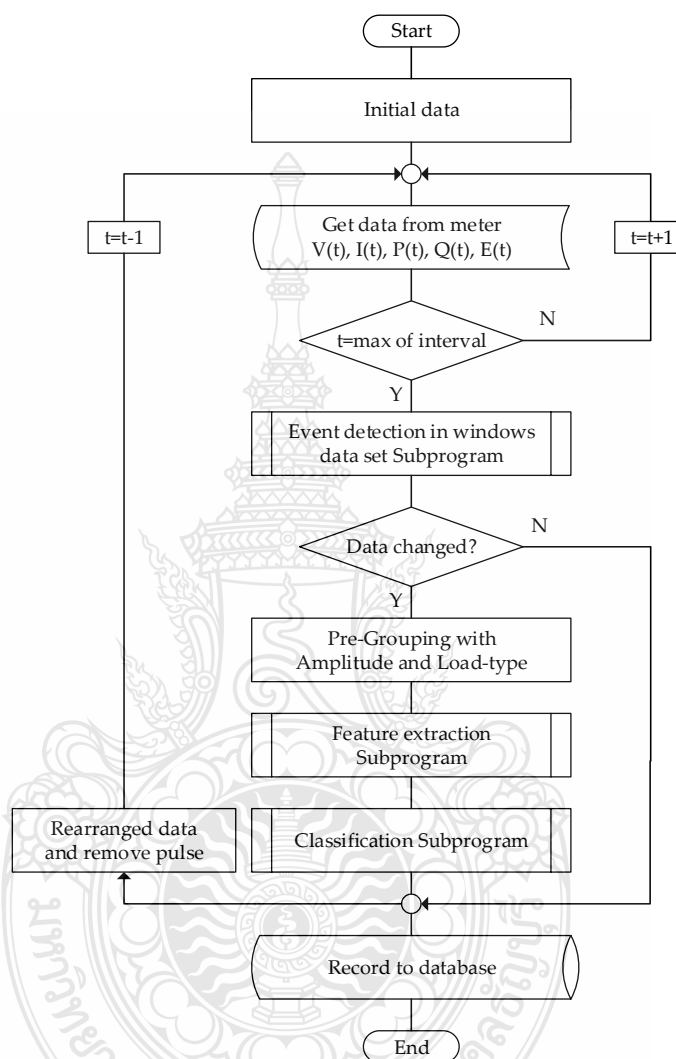 Start
Initial data
t=t-1
Get data from meter
V(t), I(t), P(t), Q(t), E(t)
t=t+1
t=max of interval
N
Y
Event detection in windows
data set Subprogram
Data changed?
N
Y
Pre-Grouping with
Amplitude and Load-type
Feature extraction
Subprogram
Rearranged data
and remove pulse
Classification Subprogram
Record to database
End